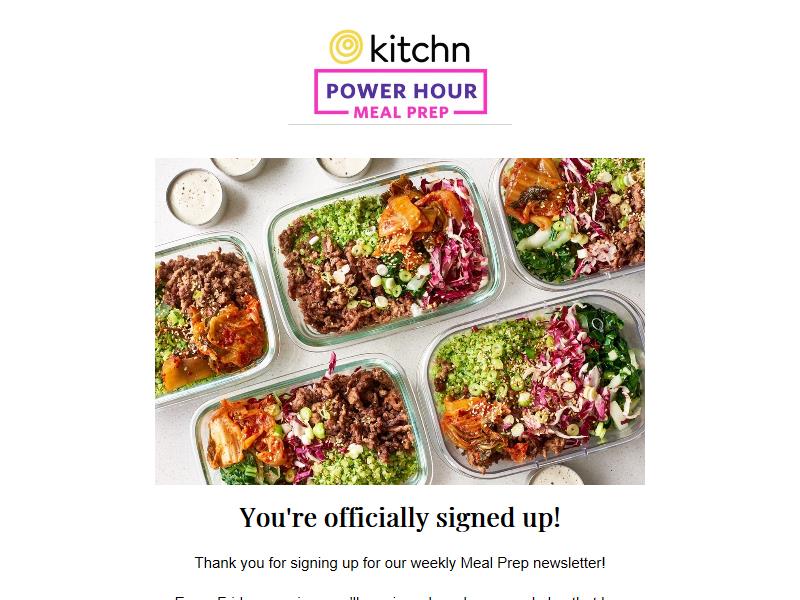 kitchn
POWER HOUR
MEAL PREP
You're officially signed up!
Thank you for signing up for our weekly Meal Prep newsletter!